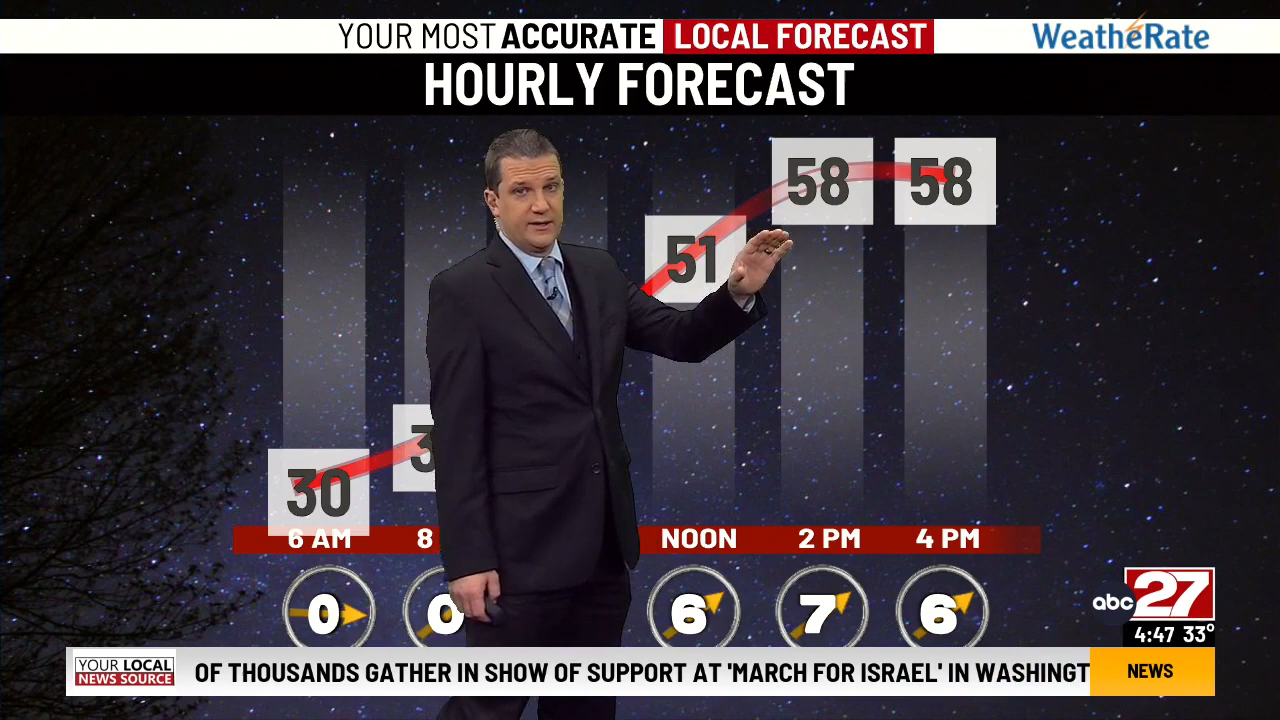 YOUR MOST ACCURATE LOCAL FORECAST
WeatheRate
HOURLY FORECAST
58
58
51
30
6 AM
8
NOON
2 PM
4 PM
0
0
6
7
6
abc 27
4:47 33°
YOUR LOCAL
NEWS SOURCE
OF THOUSANDS GATHER IN SHOW OF SUPPORT AT 'MARCH FOR ISRAEL' IN WASHINGT
NEWS